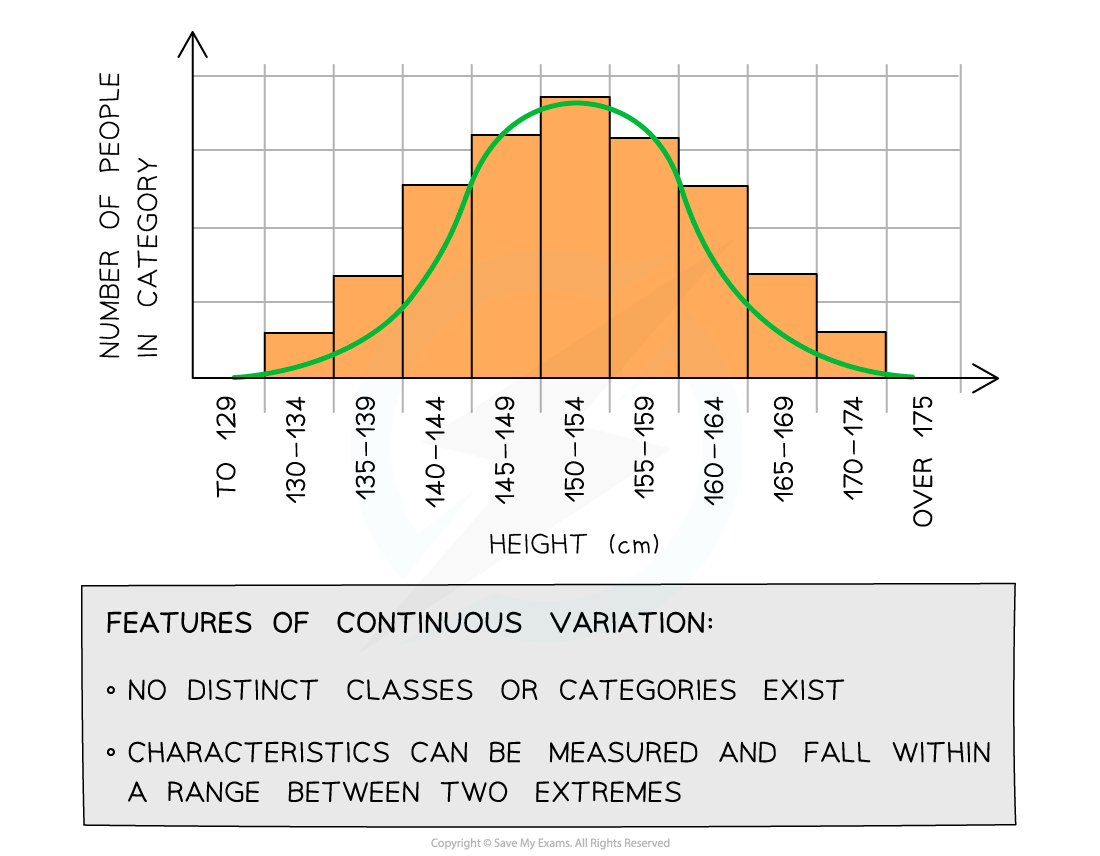 NUMBER OF PEOPLE
IN CATEGORY
TO 129
130–134
135–139
140–144
145–149
150–154
155–159
160–164
165–169
170–174
OVER 175
HEIGHT (cm)
FEATURES OF CONTINUOUS VARIATION:
∘ NO DISTINCT CLASSES OR CATEGORIES EXIST
∘ CHARACTERISTICS CAN BE MEASURED AND FALL WITHIN
A RANGE BETWEEN TWO EXTREMES
Copyright © Save My Exams. All Rights Reserved